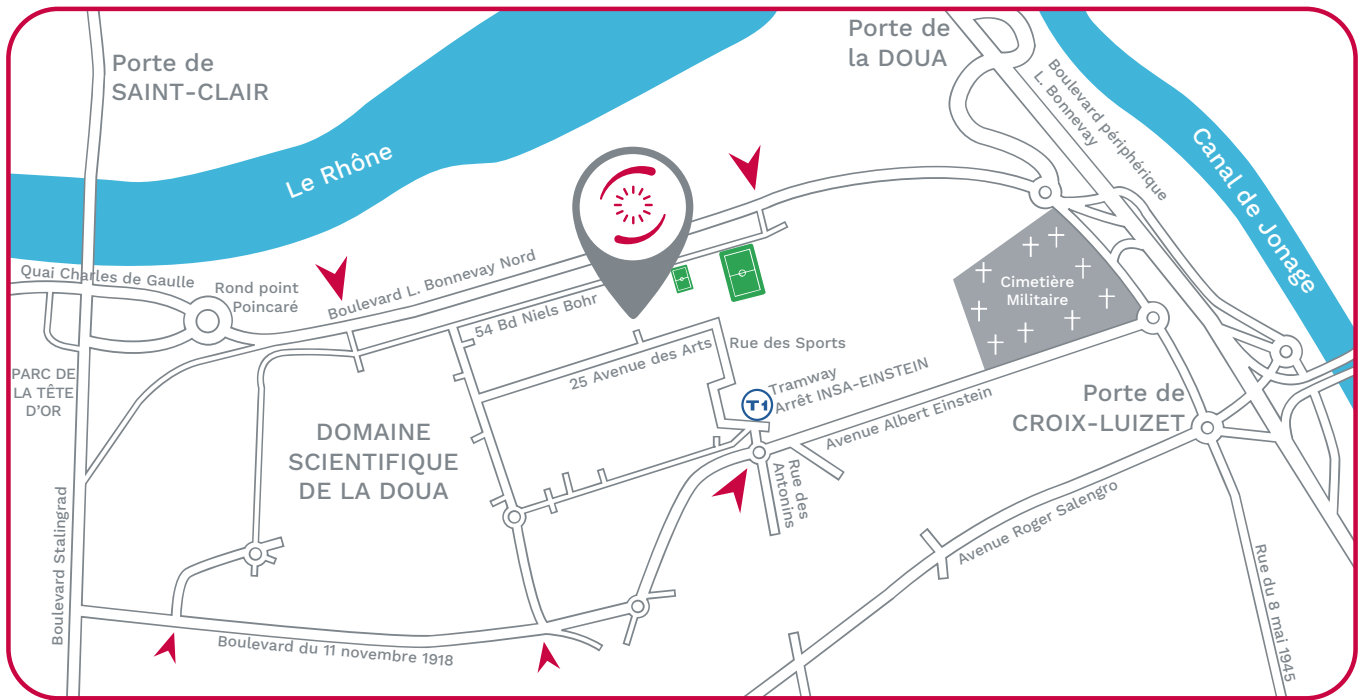 Porte de
SAINT-CLAIR
Porte de
la DOUA
Boulevard périphérique
L. Bonnevay
Canal de Jonage
Le Rhône
Quai Charles de Gaulle
Rond point
Poincaré
Boulevard L. Bonnevay Nord
54 Bd Niels Bohr
Cimetière
Militaire
25 Avenue des Arts
Rue des Sports
PARC DE
LA TÊTE
D'OR
T1
Tramway
Arrêt INSA-EINSTEIN
Avenue Albert Einstein
Porte de
CROIX-LUIZET
DOMAINE
SCIENTIFIQUE
DE LA DOUA
Rue des
Antonins
Boulevard Stalingrad
Avenue Roger Salengro
Rue du 8 mai 1945
Boulevard du 11 novembre 1918